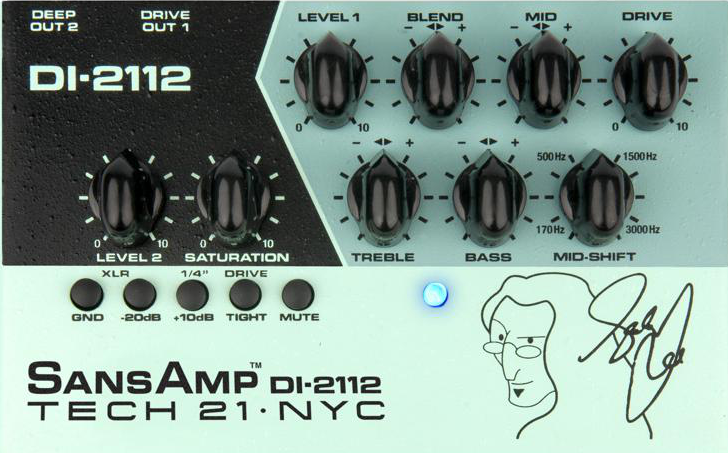 DEEP OUT 2
DRIVE OUT 1
LEVEL 1
BLEND
MID
DRIVE
− ◂▸ +
− ◂▸ +
DI-2112
0 10
0 10
− ◂▸ +
− ◂▸ +
500 Hz 1500 Hz
170 Hz 3000 Hz
0 10
0 10
LEVEL 2
SATURATION
TREBLE
BASS
MID-SHIFT
XLR
1/4" DRIVE
GND
-20dB
+10dB
TIGHT
MUTE
SANSAMP™ DI-2112
TECH 21·NYC